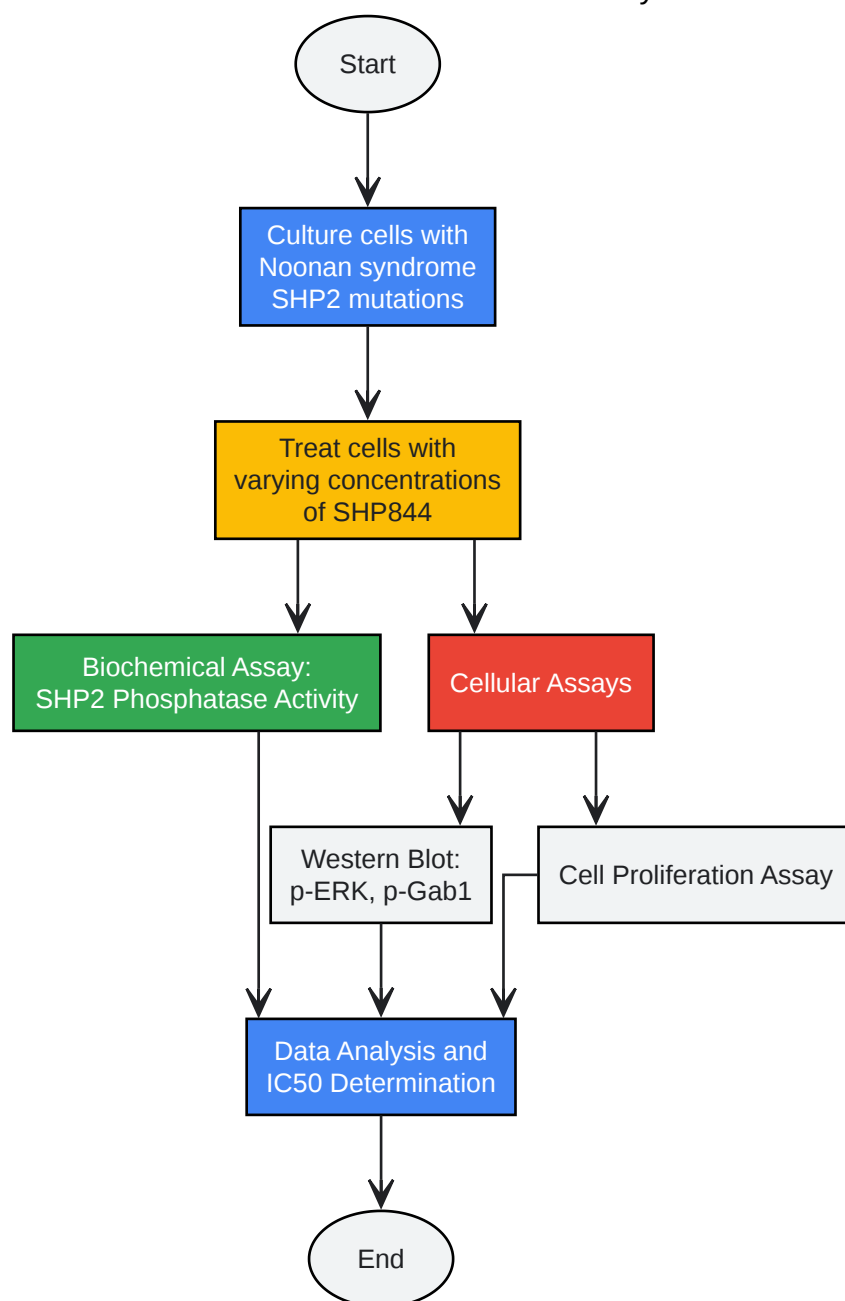 Start
Culture cells with
Noonan syndrome
SHP2 mutations
Treat cells with
varying concentrations
of SHP844
Biochemical Assay:
SHP2 Phosphatase Activity
Cellular Assays
Western Blot:
p-ERK, p-Gab1
Cell Proliferation Assay
Data Analysis and
IC50 Determination
End